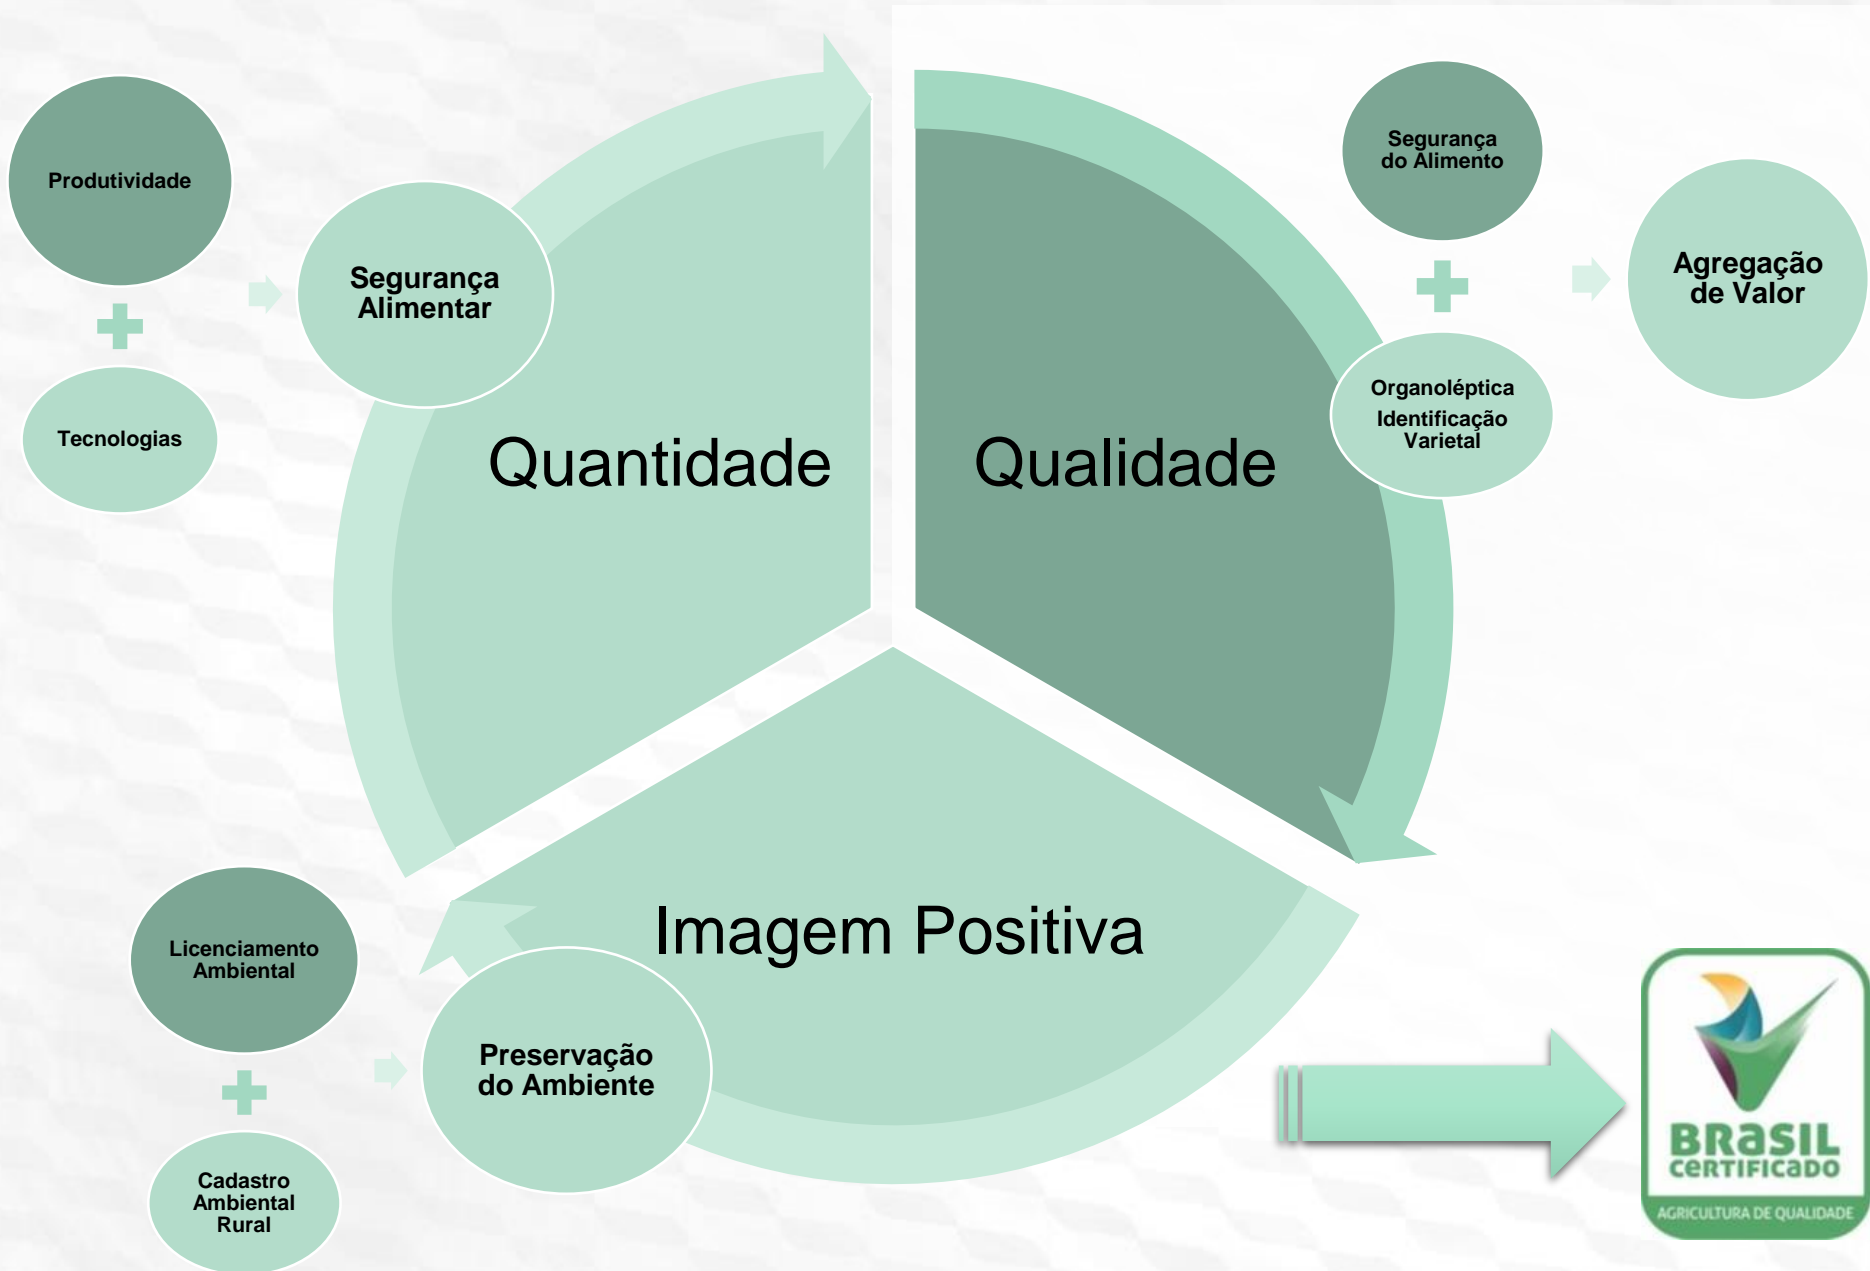 Produtividade
Tecnologias
Segurança
Alimentar
Quantidade
Qualidade
Segurança
do Alimento
Organoléptica
Identificação
Varietal
Agregação
de Valor
Imagem Positiva
Licenciamento
Ambiental
Cadastro
Ambiental
Rural
Preservação
do Ambiente
BRaSIL
CERTIFICaDO
AGRICULTURA DE QUALIDADE